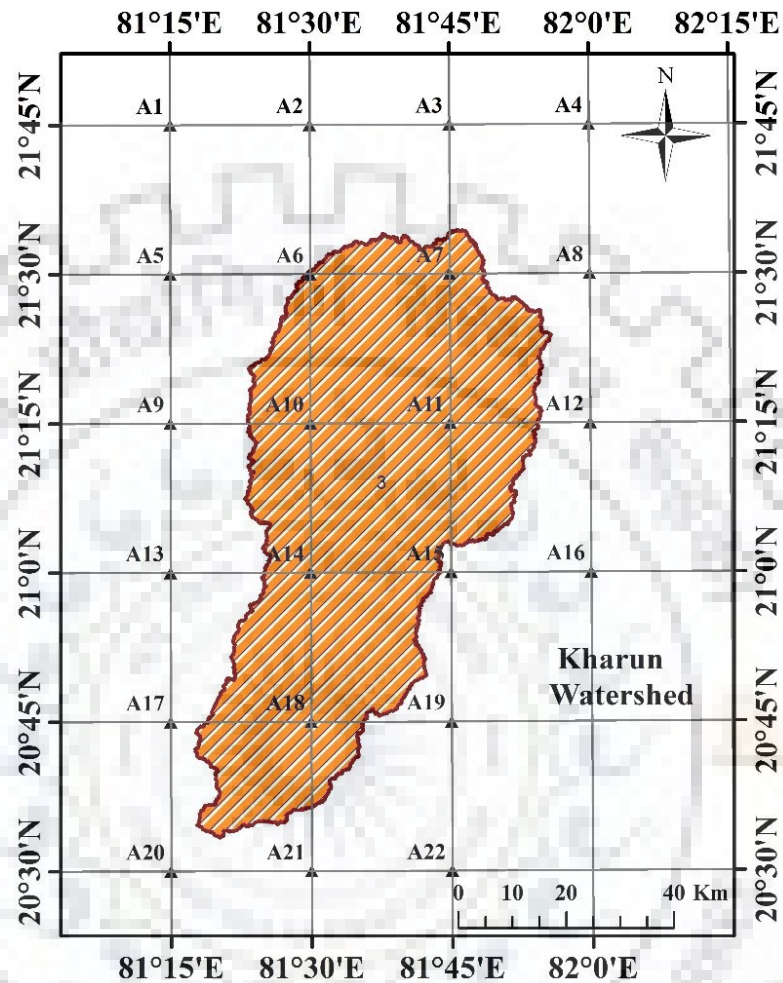 81°15'E 81°30'E 81°45'E 82°0'E 82°15'E
N
A1 A2 A3 A4
21°45'N 21°45'N
A5 A6 A7 A8
21°30'N 21°30'N
A9 A10 A11 A12
21°15'N 21°15'N
3
A13 A14 A15 A16
21°0'N 21°0'N
Kharun
Watershed
A17 A18 A19
20°45'N 20°45'N
A20 A21 A22
20°30'N 20°30'N
0 10 20 40 Km
81°15'E 81°30'E 81°45'E 82°0'E